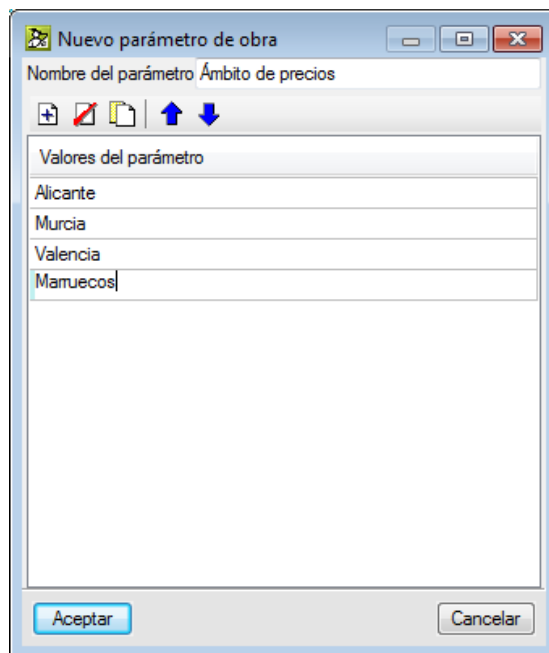 Nuevo parámetro de obra
Nombre del parámetro Ámbito de precios
Valores del parámetro
Alicante
Murcia
Valencia
Marruecos
Aceptar
Cancelar